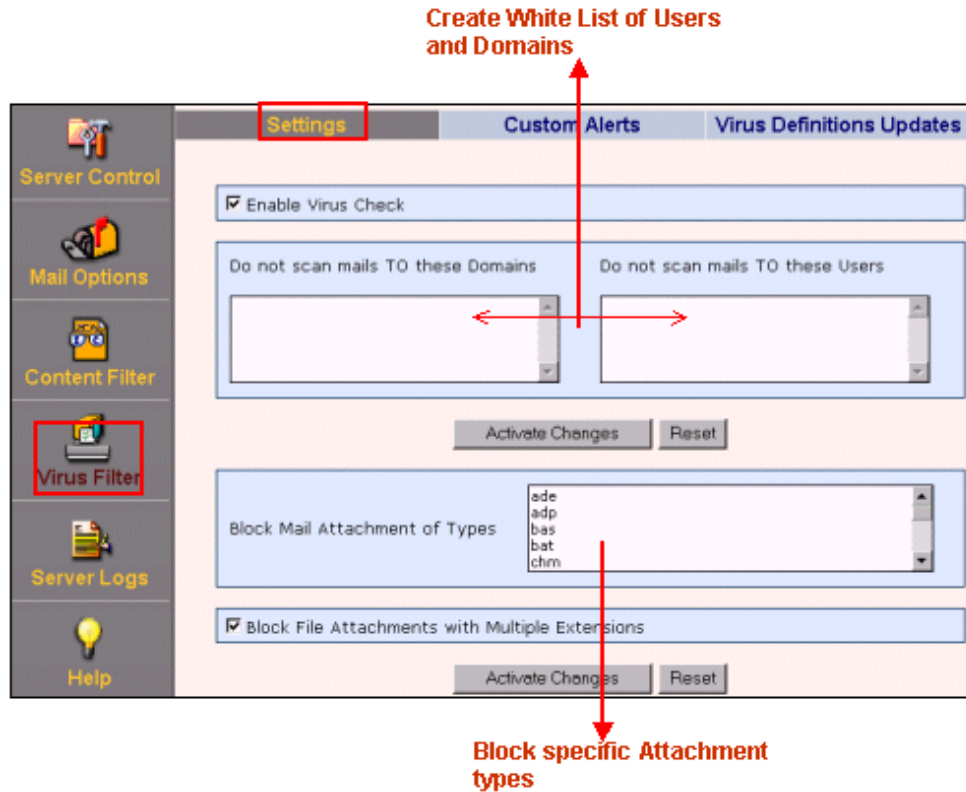 Create White List of Users
and Domains
Settings
Custom Alerts
Virus Definitions Updates
Server Control
Mail Options
Content Filter
Virus Filter
Server Logs
Help
Enable Virus Check
Do not scan mails TO these Domains
Do not scan mails TO these Users
Activate Changes
Reset
Block Mail Attachment of Types
ade
adp
bas
bat
chm
Block File Attachments with Multiple Extensions
Activate Changes
Reset
Block specific Attachment
types